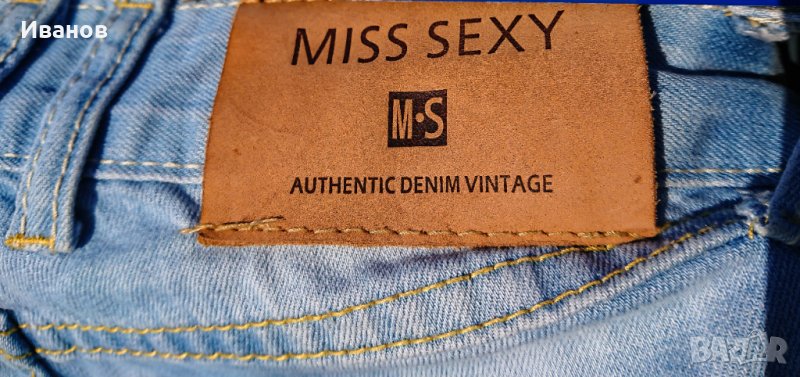 Иванов
MISS SEXY
M·S
AUTHENTIC DENIM VINTAGE
BAZAR